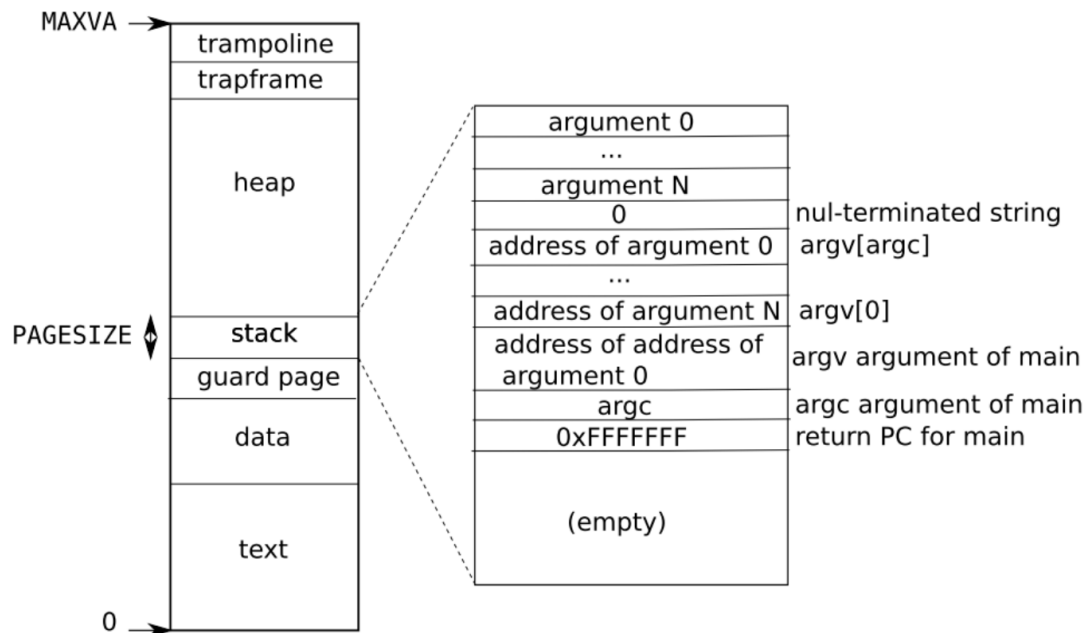 MAXVA
trampoline
trapframe
heap
PAGESIZE
stack
guard page
data
text
0
argument 0
...
argument N
0
nul-terminated string
address of argument 0
argv[argc]
...
address of argument N
argv[0]
address of address of
argument 0
argv argument of main
argc
argc argument of main
0xFFFFFFF
return PC for main
(empty)